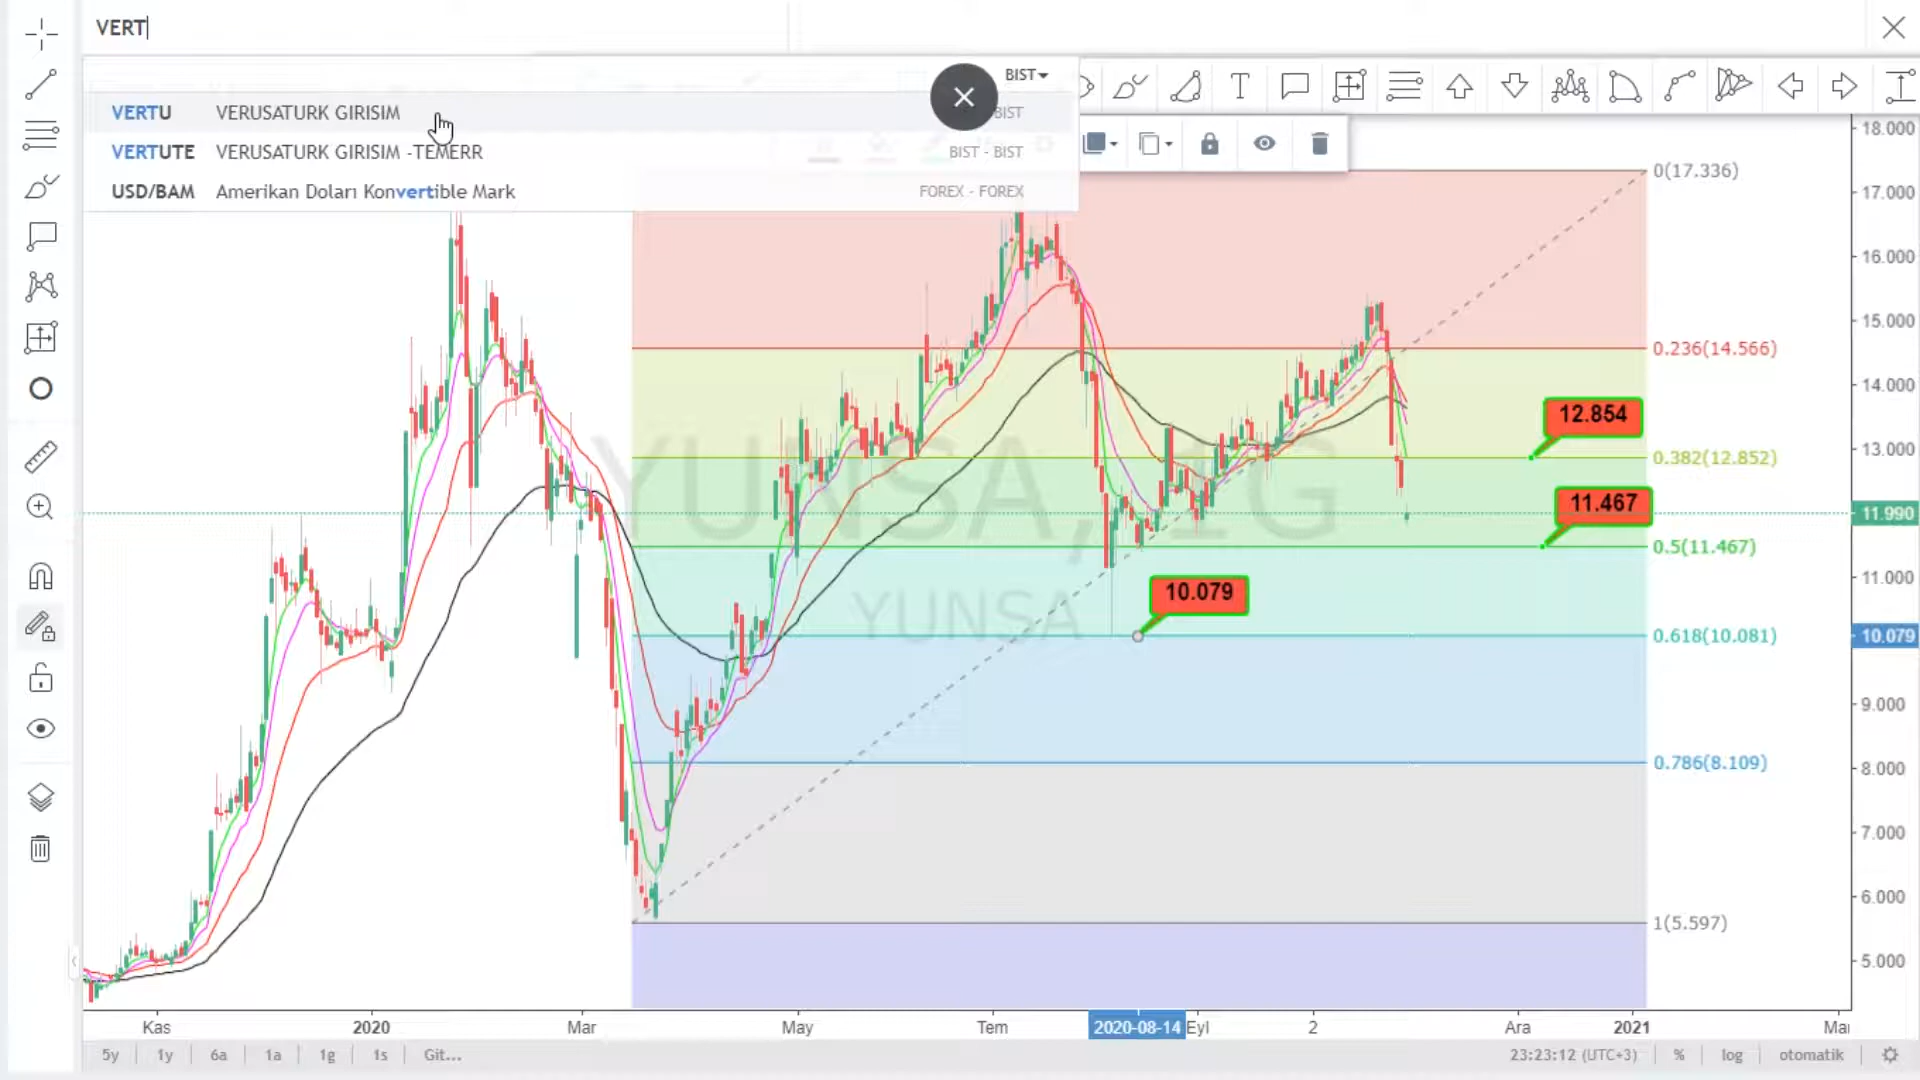 VERT
BIST
VERTU VERUSATURK GIRISIM BIST
VERTUTE VERUSATURK GIRISIM -TEMERR BIST - BIST
USD/BAM Amerikan Doları Konvertible Mark FOREX - FOREX
T
YUNSA, 1G
YUNSA
0(17.336)
0.236(14.566)
0.382(12.852)
0.5(11.467)
0.618(10.081)
0.786(8.109)
1(5.597)
12.854
11.467
10.079
18.000
17.000
16.000
15.000
14.000
13.000
11.990
11.000
10.079
9.000
8.000
7.000
6.000
5.000
Kas 2020 Mar May Tem 2020-08-14 Eyl 2 Ara 2021
5y 1y 6a 1a 1g 1s Git... 23:23:12 (UTC+3) % log otomatik